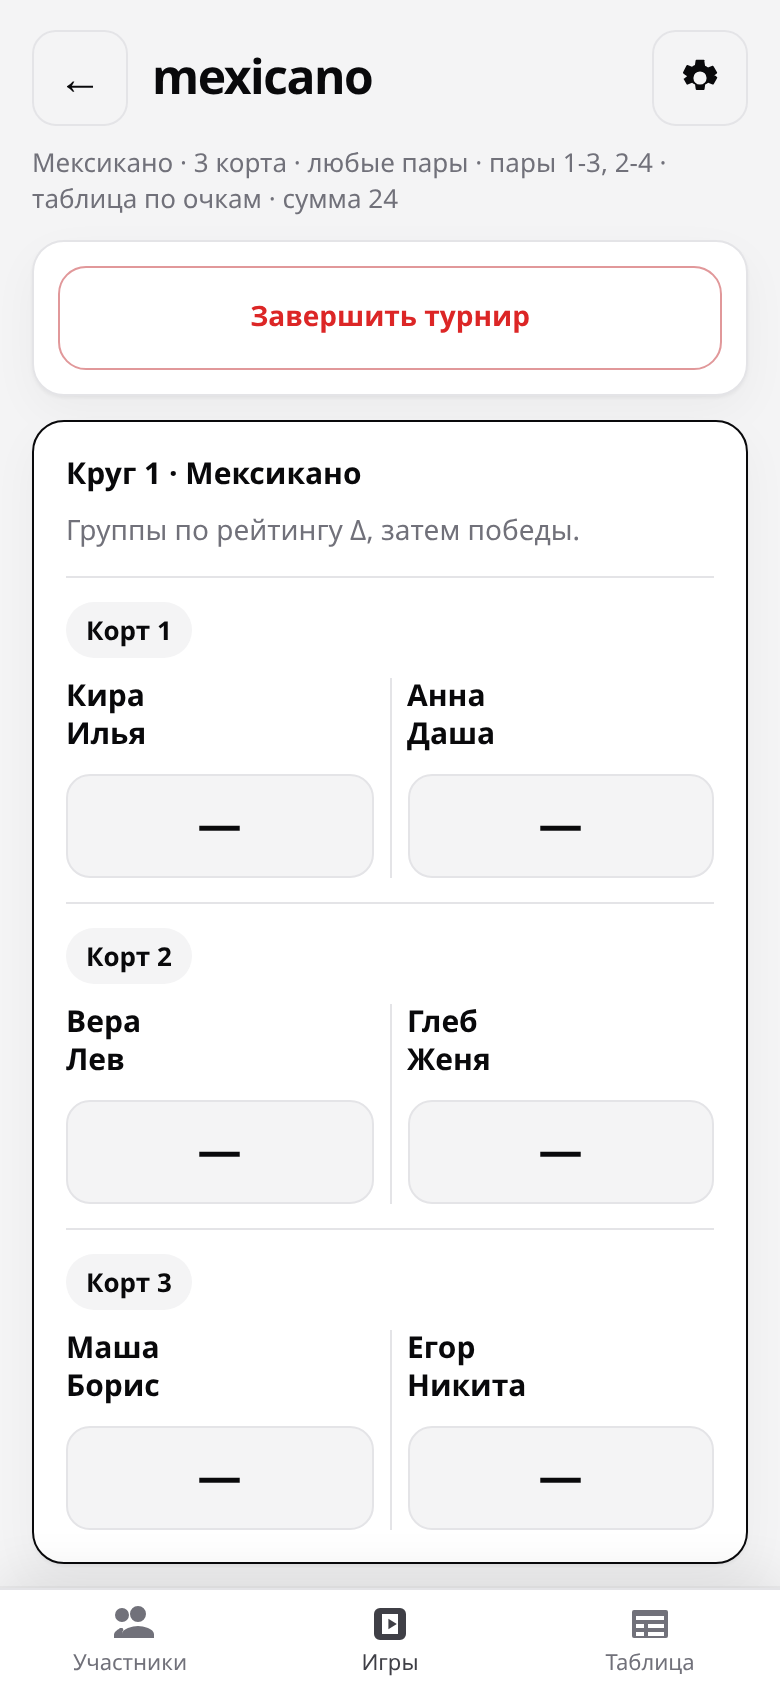 ←
mexicano
Мексикано · 3 корта · любые пары · пары 1-3, 2-4 ·
таблица по очкам · сумма 24
Завершить турнир
Круг 1 · Мексикано
Группы по рейтингу Δ, затем победы.
Корт 1
Кира
Илья
Анна
Даша
—
—
Корт 2
Вера
Лев
Глеб
Женя
—
—
Корт 3
Маша
Борис
Егор
Никита
—
—
Участники
Игры
Таблица